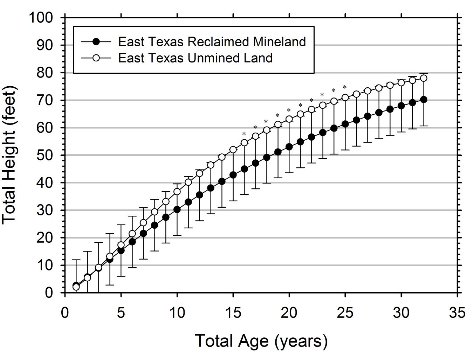 100
90
80
70
60
50
40
30
20
10
0
Total Height (feet)
East Texas Reclaimed Mineland
East Texas Unmined Land
* * * * * * * * * *
0 5 10 15 20 25 30 35
Total Age (years)